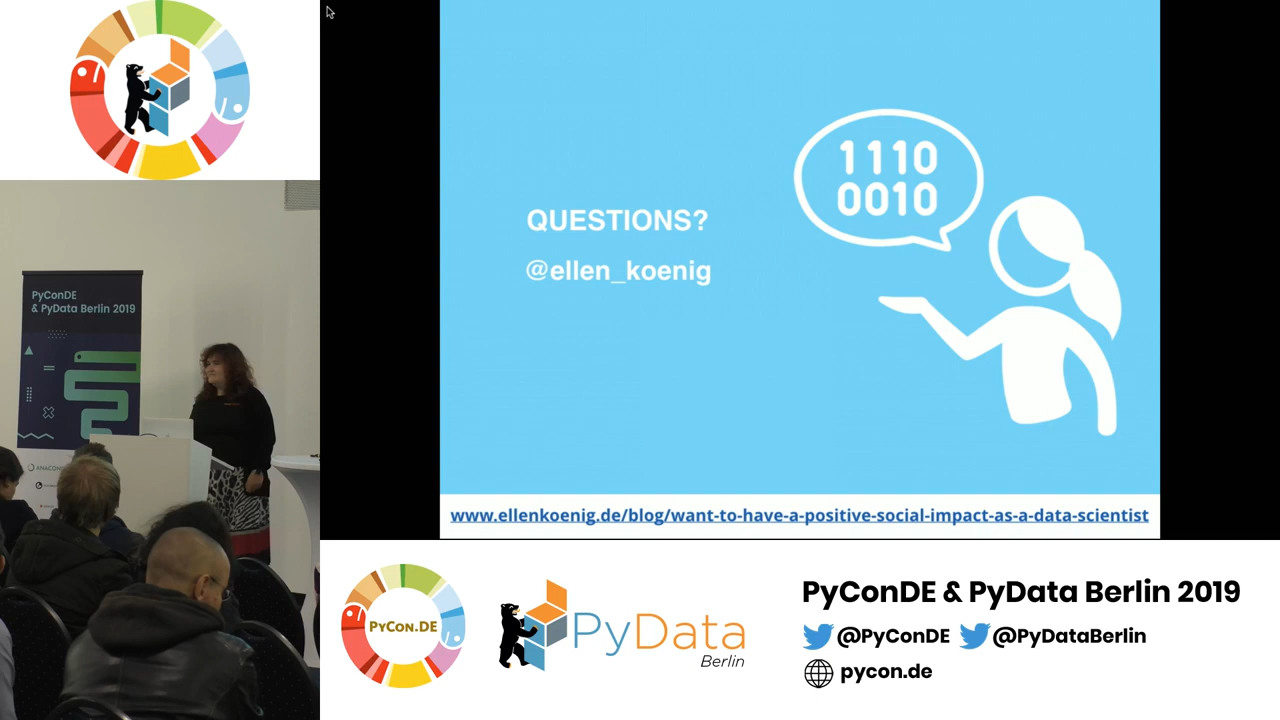 PyConDE
& PyData Berlin 2019
ANACON
1110
0010
QUESTIONS?
@ellen_koenig
www.ellenkoenig.de/blog/want-to-have-a-positive-social-impact-as-a-data-scientist
PYCON.DE
PyData
Berlin
PyConDE & PyData Berlin 2019
@PyConDE @PyDataBerlin
pycon.de